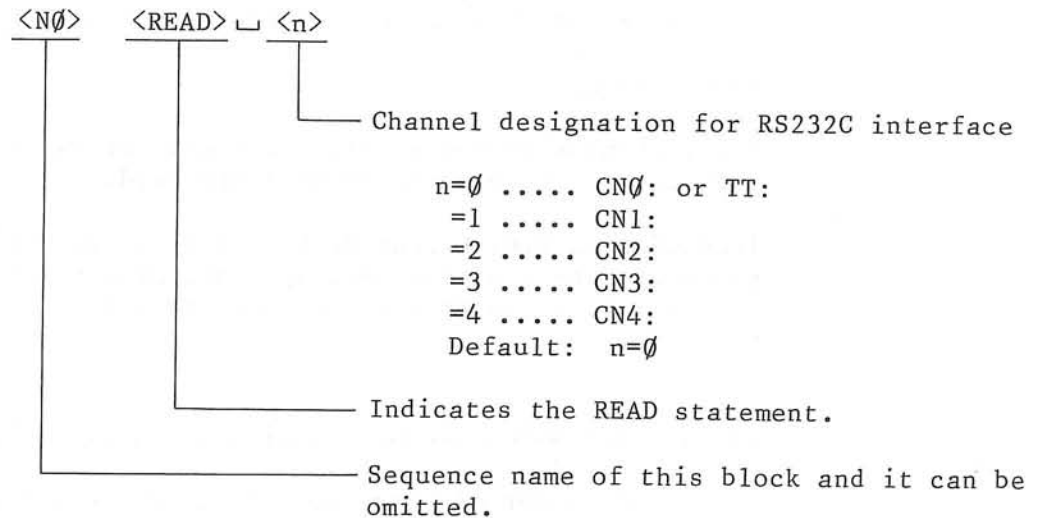 <NØ> <READ> ⎵ <n>
Channel designation for RS232C interface
n=Ø ..... CNØ: or TT:
=1 ..... CN1:
=2 ..... CN2:
=3 ..... CN3:
=4 ..... CN4:
Default: n=Ø
Indicates the READ statement.
Sequence name of this block and it can be
omitted.